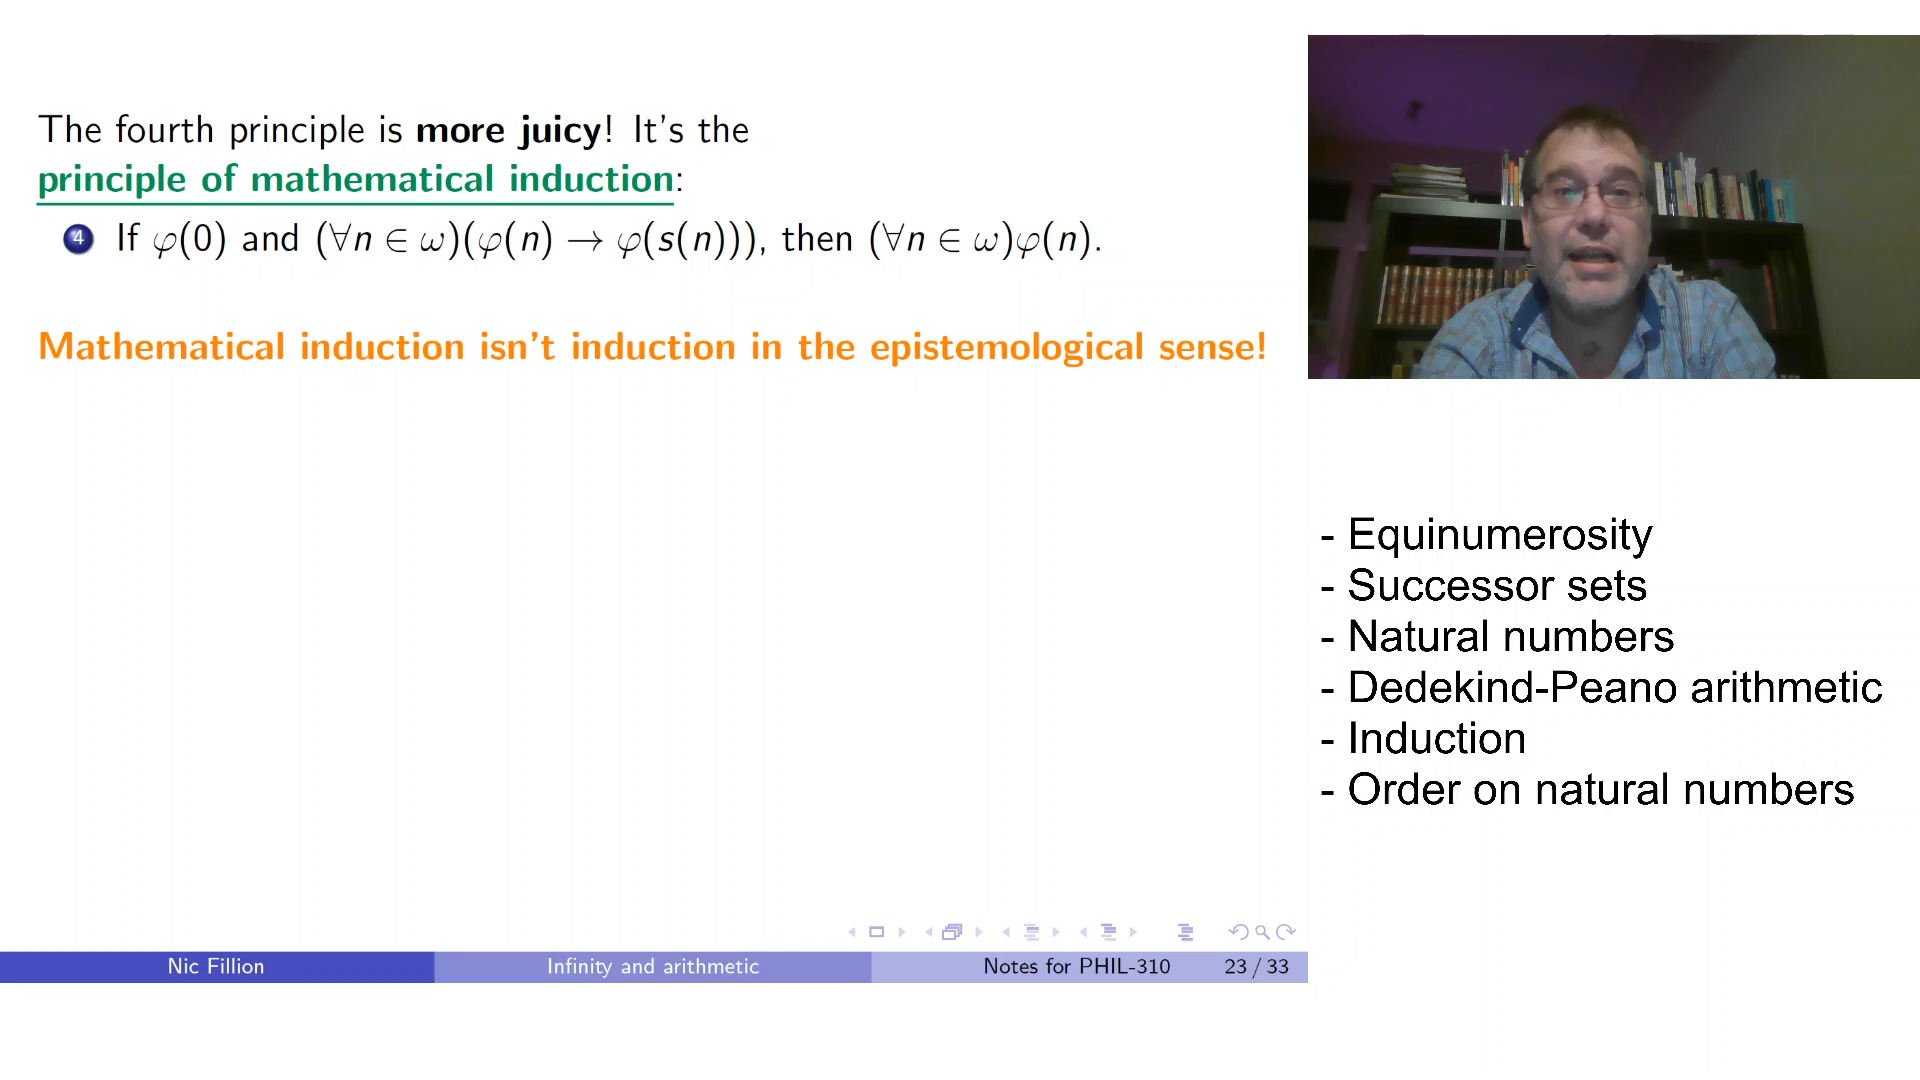 The fourth principle is more juicy! It's the
principle of mathematical induction:
4 If φ(0) and (∀n ∈ ω)(φ(n) → φ(s(n))), then (∀n ∈ ω)φ(n).
Mathematical induction isn't induction in the epistemological sense!
- Equinumerosity
- Successor sets
- Natural numbers
- Dedekind-Peano arithmetic
- Induction
- Order on natural numbers
Nic Fillion Infinity and arithmetic Notes for PHIL-310 23 / 33